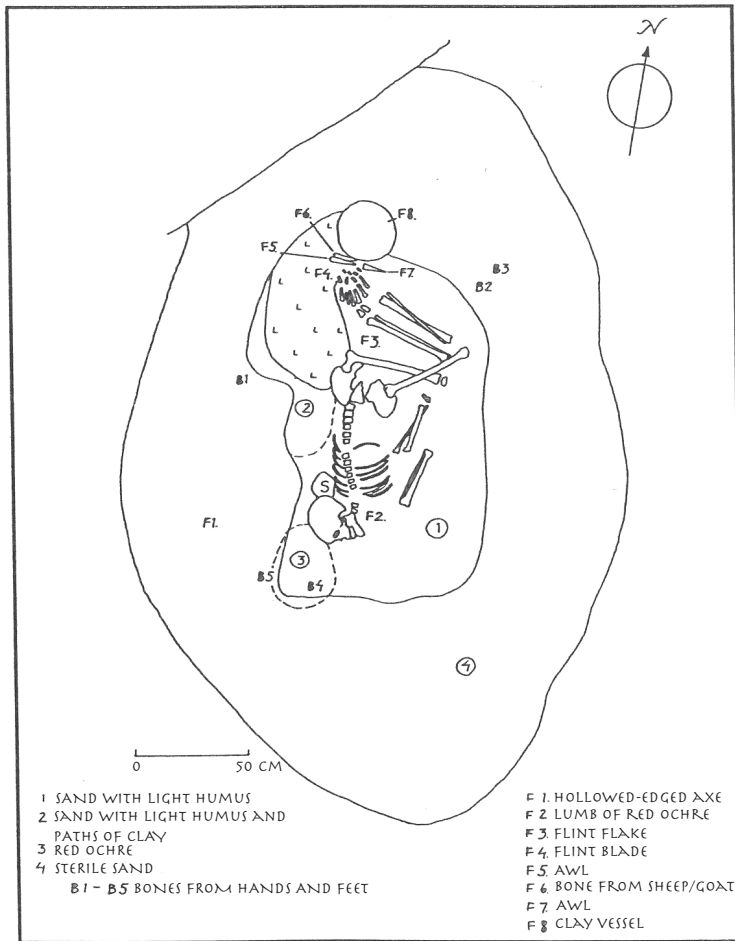 N
F6.
F8.
F5.
F4.
F7.
B3
B2
F3.
B1
2
S
F2.
F1.
1
3
B5
B4
4
0 50 CM
1 SAND WITH LIGHT HUMUS
2 SAND WITH LIGHT HUMUS AND
PATHS OF CLAY
3 RED OCHRE
4 STERILE SAND
B1 - B5 BONES FROM HANDS AND FEET
F 1. HOLLOWED-EDGED AXE
F 2 LUMB OF RED OCHRE
F 3. FLINT FLAKE
F 4. FLINT BLADE
F 5. AWL
F 6. BONE FROM SHEEP/GOAT
F 7. AWL
F 8 CLAY VESSEL